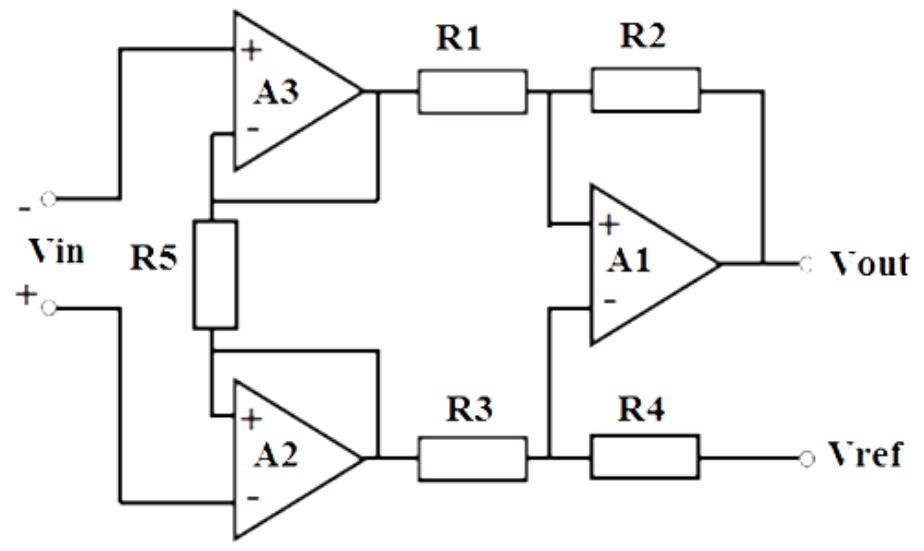 R1
R2
+
A3
-
-
Vin
+
R5
+
A1
-
Vout
R3
R4
+
A2
-
Vref